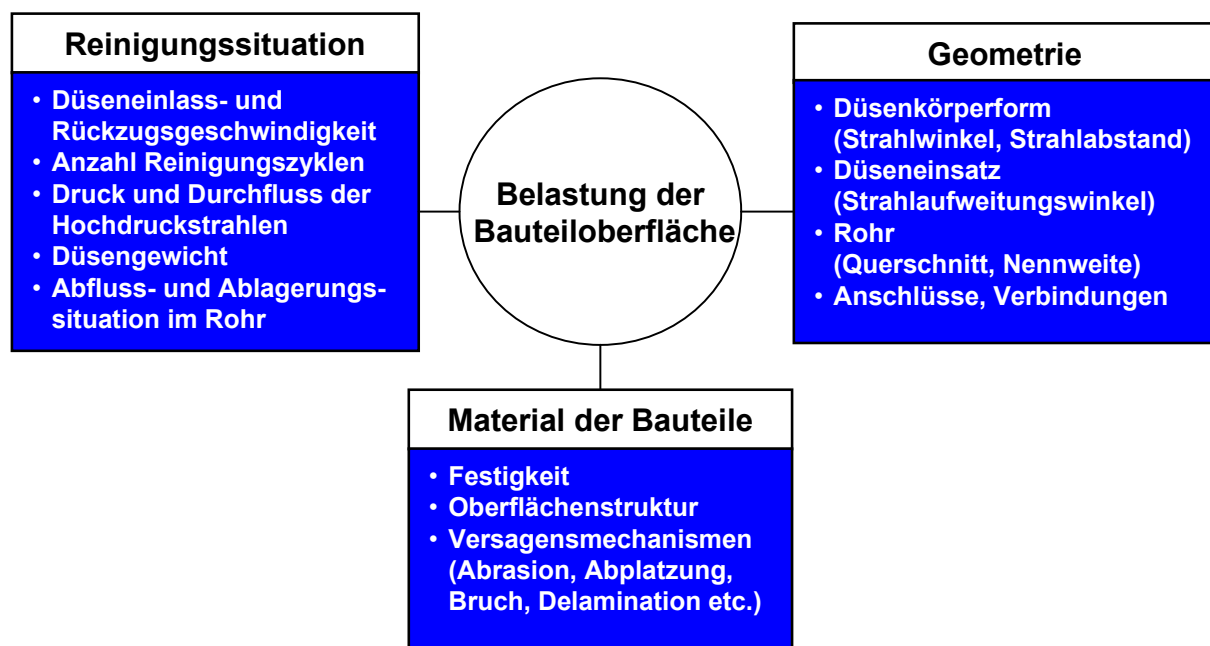 Reinigungssituation
• Düseneinlass- und
Rückzugsgeschwindigkeit
• Anzahl Reinigungszyklen
• Druck und Durchfluss der
Hochdruckstrahlen
• Düsengewicht
• Abfluss- und Ablagerungs-
situation im Rohr
Belastung der
Bauteiloberfläche
Geometrie
• Düsenkörperform
(Strahlwinkel, Strahlabstand)
• Düseneinsatz
(Strahlaufweitungswinkel)
• Rohr
(Querschnitt, Nennweite)
• Anschlüsse, Verbindungen
Material der Bauteile
• Festigkeit
• Oberflächenstruktur
• Versagensmechanismen
(Abrasion, Abplatzung,
Bruch, Delamination etc.)